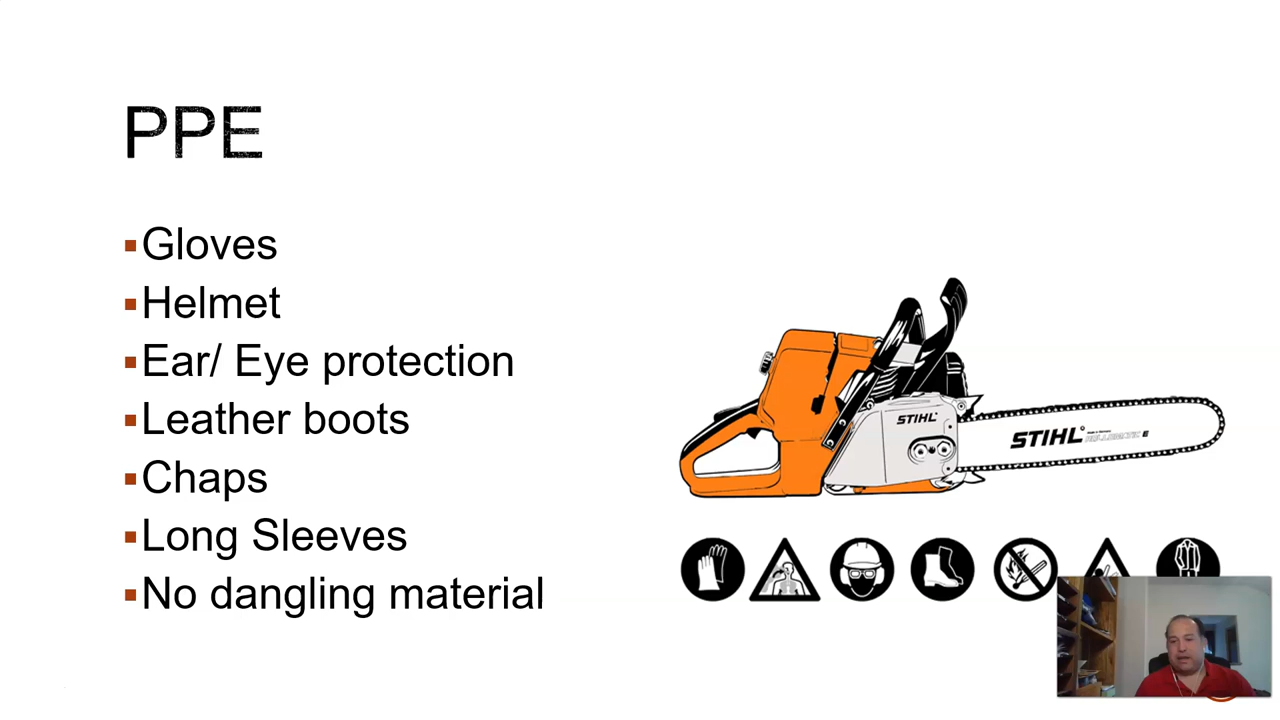 PPE
Gloves
Helmet
Ear/ Eye protection
Leather boots
Chaps
Long Sleeves
No dangling material
STIHL
STIHL
E